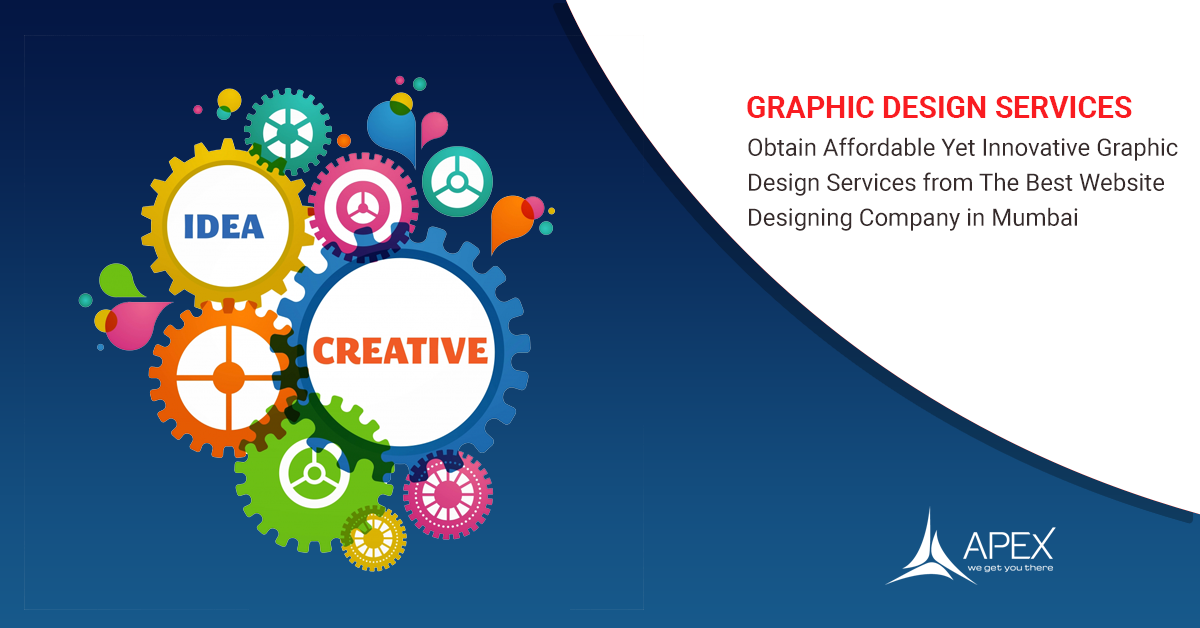 IDEA
CREATIVE
GRAPHIC DESIGN SERVICES
Obtain Affordable Yet Innovative Graphic
Design Services from The Best Website
Designing Company in Mumbai
APEX
we get you there